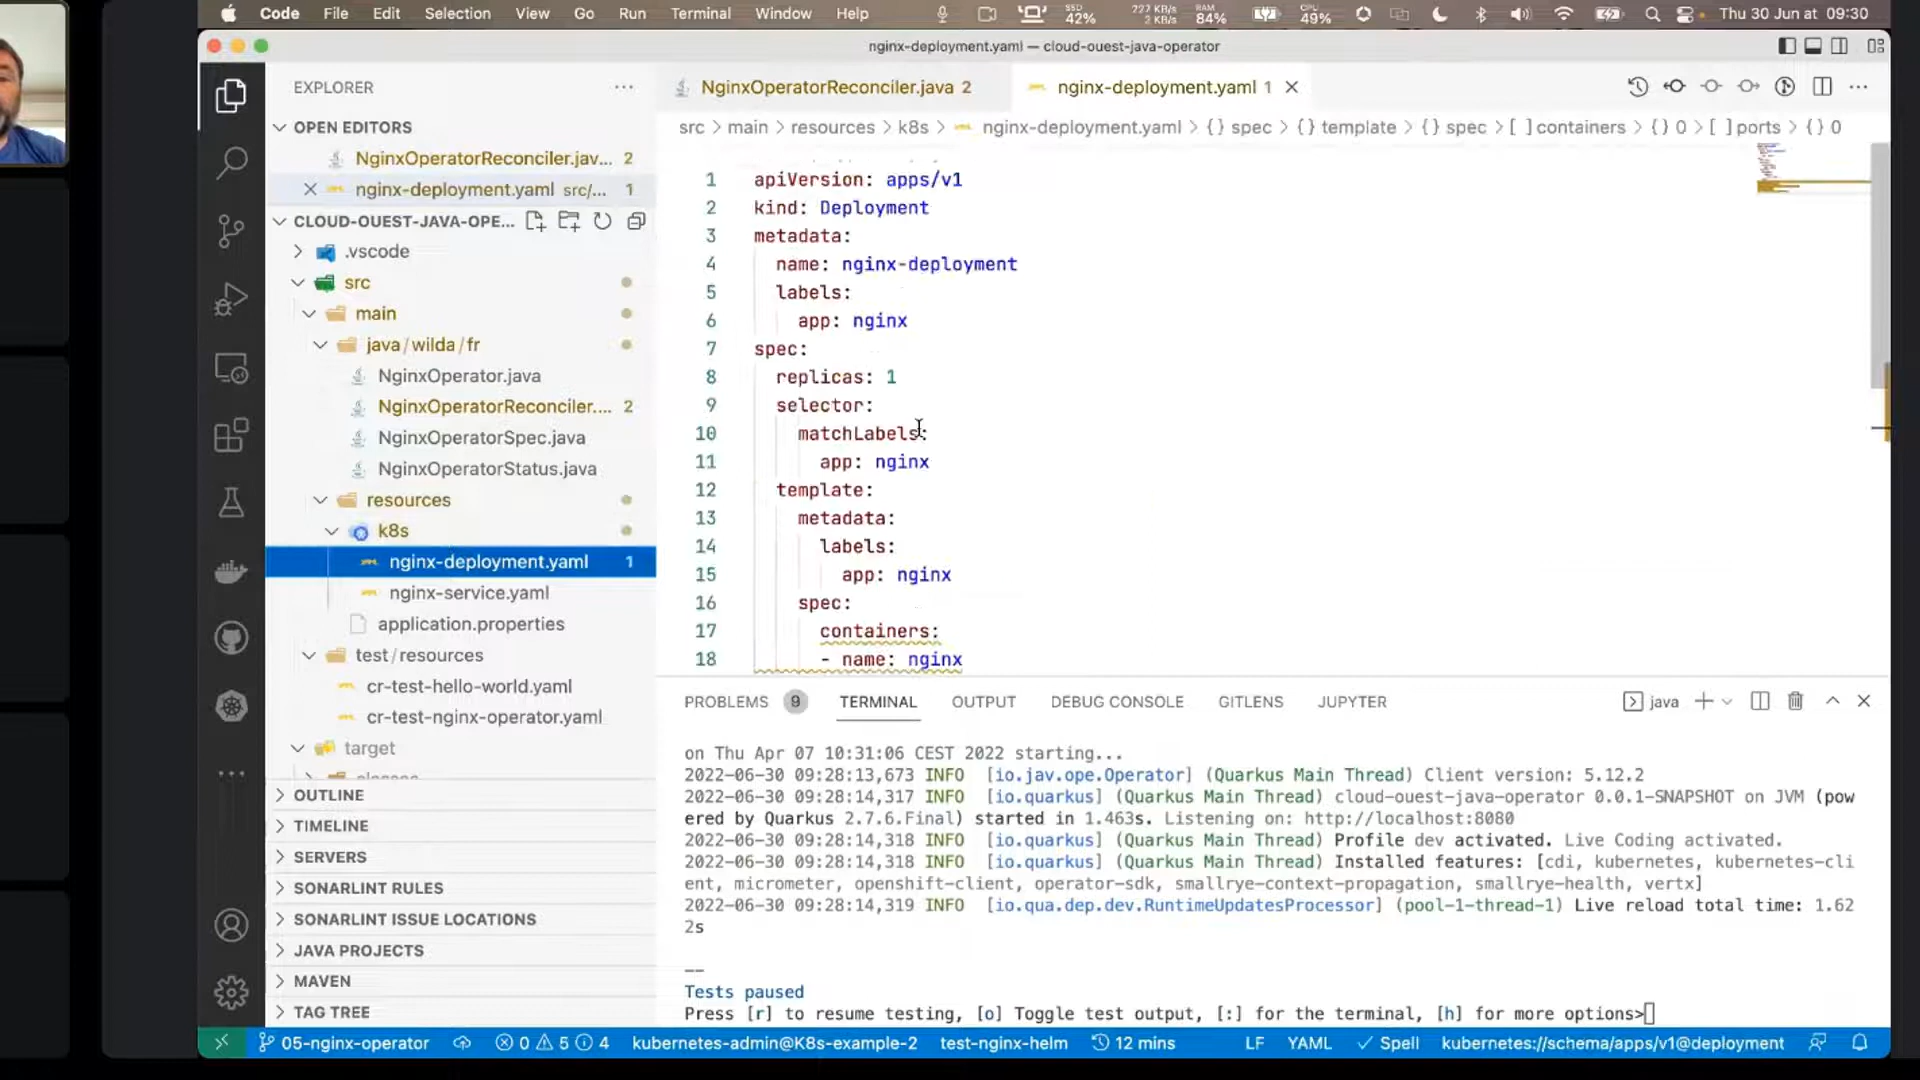 Code File Edit Selection View Go Run Terminal Window Help SSD 42% 227 KB/s 2 KB/s RAM 84% CPU 49% Thu 30 Jun at 09:30
nginx-deployment.yaml — cloud-ouest-java-operator
EXPLORER
OPEN EDITORS
NginxOperatorReconciler.jav... 2
nginx-deployment.yaml src/... 1
CLOUD-OUEST-JAVA-OPE...
.vscode
src
main
java/wilda/fr
NginxOperator.java
NginxOperatorReconciler.... 2
NginxOperatorSpec.java
NginxOperatorStatus.java
resources
k8s
nginx-deployment.yaml 1
nginx-service.yaml
application.properties
test/resources
cr-test-hello-world.yaml
cr-test-nginx-operator.yaml
target
OUTLINE
TIMELINE
SERVERS
SONARLINT RULES
SONARLINT ISSUE LOCATIONS
JAVA PROJECTS
MAVEN
TAG TREE
NginxOperatorReconciler.java 2 nginx-deployment.yaml 1
src > main > resources > k8s > nginx-deployment.yaml > {} spec > {} template > {} spec > [ ] containers > {} 0 > [ ] ports > {} 0
1 apiVersion: apps/v1
2 kind: Deployment
3 metadata:
4 name: nginx-deployment
5 labels:
6 app: nginx
7 spec:
8 replicas: 1
9 selector:
10 matchLabels:
11 app: nginx
12 template:
13 metadata:
14 labels:
15 app: nginx
16 spec:
17 containers:
18 - name: nginx
PROBLEMS 9 TERMINAL OUTPUT DEBUG CONSOLE GITLENS JUPYTER java
on Thu Apr 07 10:31:06 CEST 2022 starting...
2022-06-30 09:28:13,673 INFO [io.jav.ope.Operator] (Quarkus Main Thread) Client version: 5.12.2
2022-06-30 09:28:14,317 INFO [io.quarkus] (Quarkus Main Thread) cloud-ouest-java-operator 0.0.1-SNAPSHOT on JVM (pow
ered by Quarkus 2.7.6.Final) started in 1.463s. Listening on: http://localhost:8080
2022-06-30 09:28:14,318 INFO [io.quarkus] (Quarkus Main Thread) Profile dev activated. Live Coding activated.
2022-06-30 09:28:14,318 INFO [io.quarkus] (Quarkus Main Thread) Installed features: [cdi, kubernetes, kubernetes-cli
ent, micrometer, openshift-client, operator-sdk, smallrye-context-propagation, smallrye-health, vertx]
2022-06-30 09:28:14,319 INFO [io.qua.dep.dev.RuntimeUpdatesProcessor] (pool-1-thread-1) Live reload total time: 1.62
2s
--
Tests paused
Press [r] to resume testing, [o] Toggle test output, [:] for the terminal, [h] for more options>
05-nginx-operator 0 5 4 kubernetes-admin@K8s-example-2 test-nginx-helm 12 mins LF YAML Spell kubernetes://schema/apps/v1@deployment